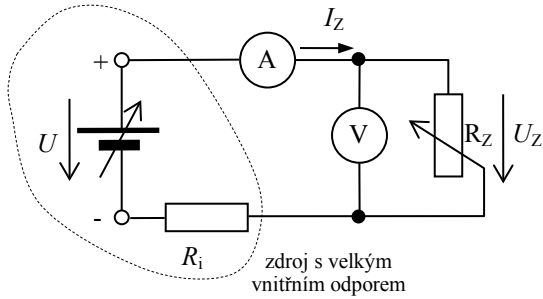 I_Z
+
A
U
V
R_Z
U_Z
-
R_i
zdroj s velkým
vnitřním odporem